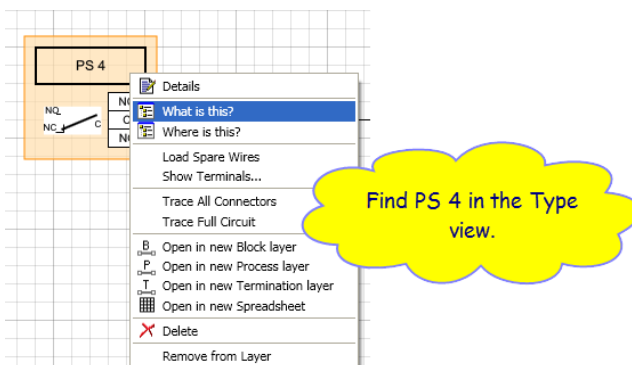 PS 4
NO
NC
C
Details
What is this?
Where is this?
Load Spare Wires
Show Terminals...
Trace All Connectors
Trace Full Circuit
B Open in new Block layer
P Open in new Process layer
T Open in new Termination layer
Open in new Spreadsheet
Delete
Remove from Layer
Find PS 4 in the Type
view.